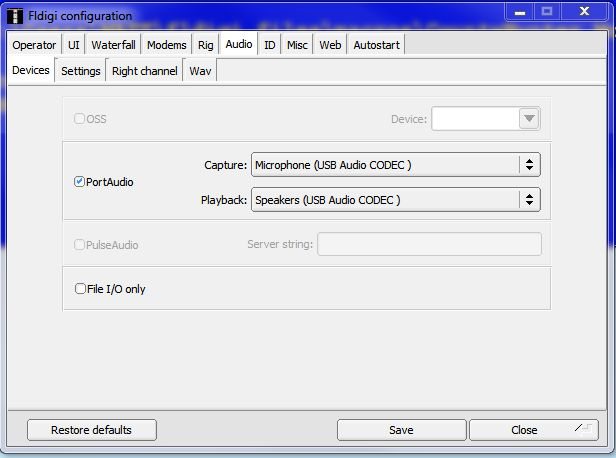 Fldigi configuration
Operator UI Waterfall Modems Rig Audio ID Misc Web Autostart
Devices Settings Right channel Wav
OSS Device:
Capture: Microphone (USB Audio CODEC )
PortAudio
Playback: Speakers (USB Audio CODEC )
PulseAudio Server string:
File I/O only
Restore defaults Save Close